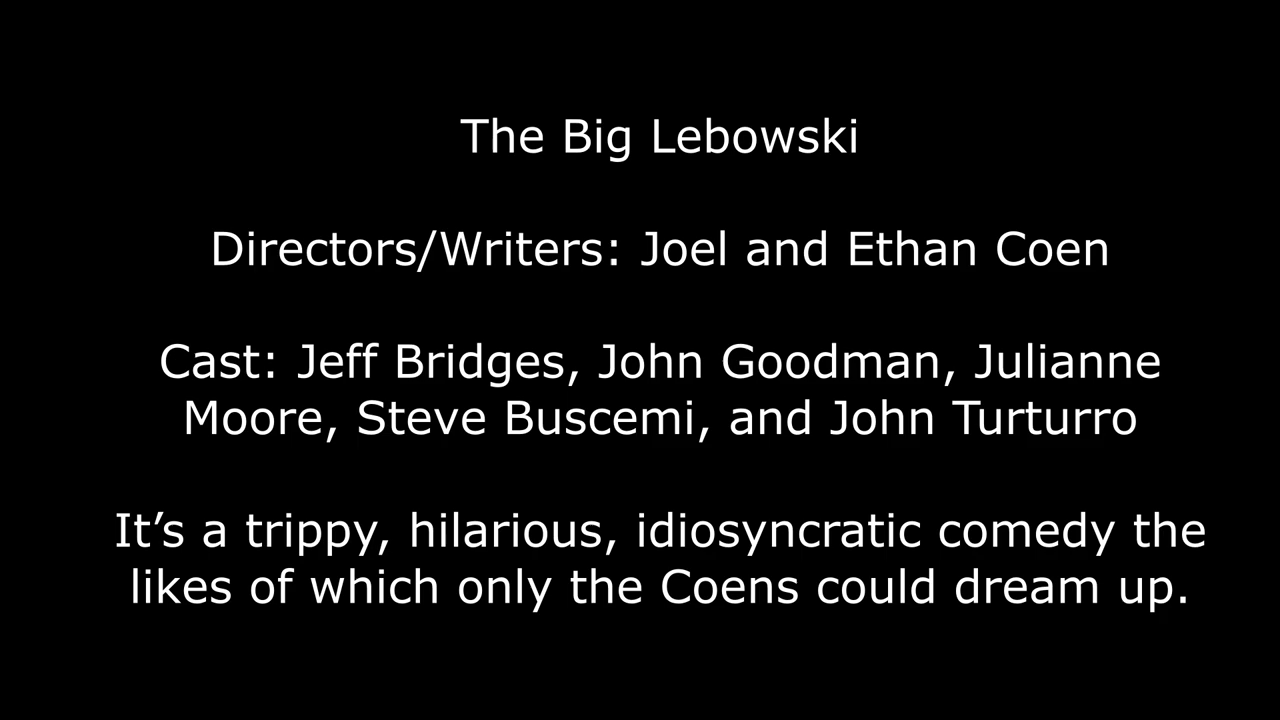 The Big Lebowski
Directors/Writers: Joel and Ethan Coen
Cast: Jeff Bridges, John Goodman, Julianne
Moore, Steve Buscemi, and John Turturro
It’s a trippy, hilarious, idiosyncratic comedy the
likes of which only the Coens could dream up.